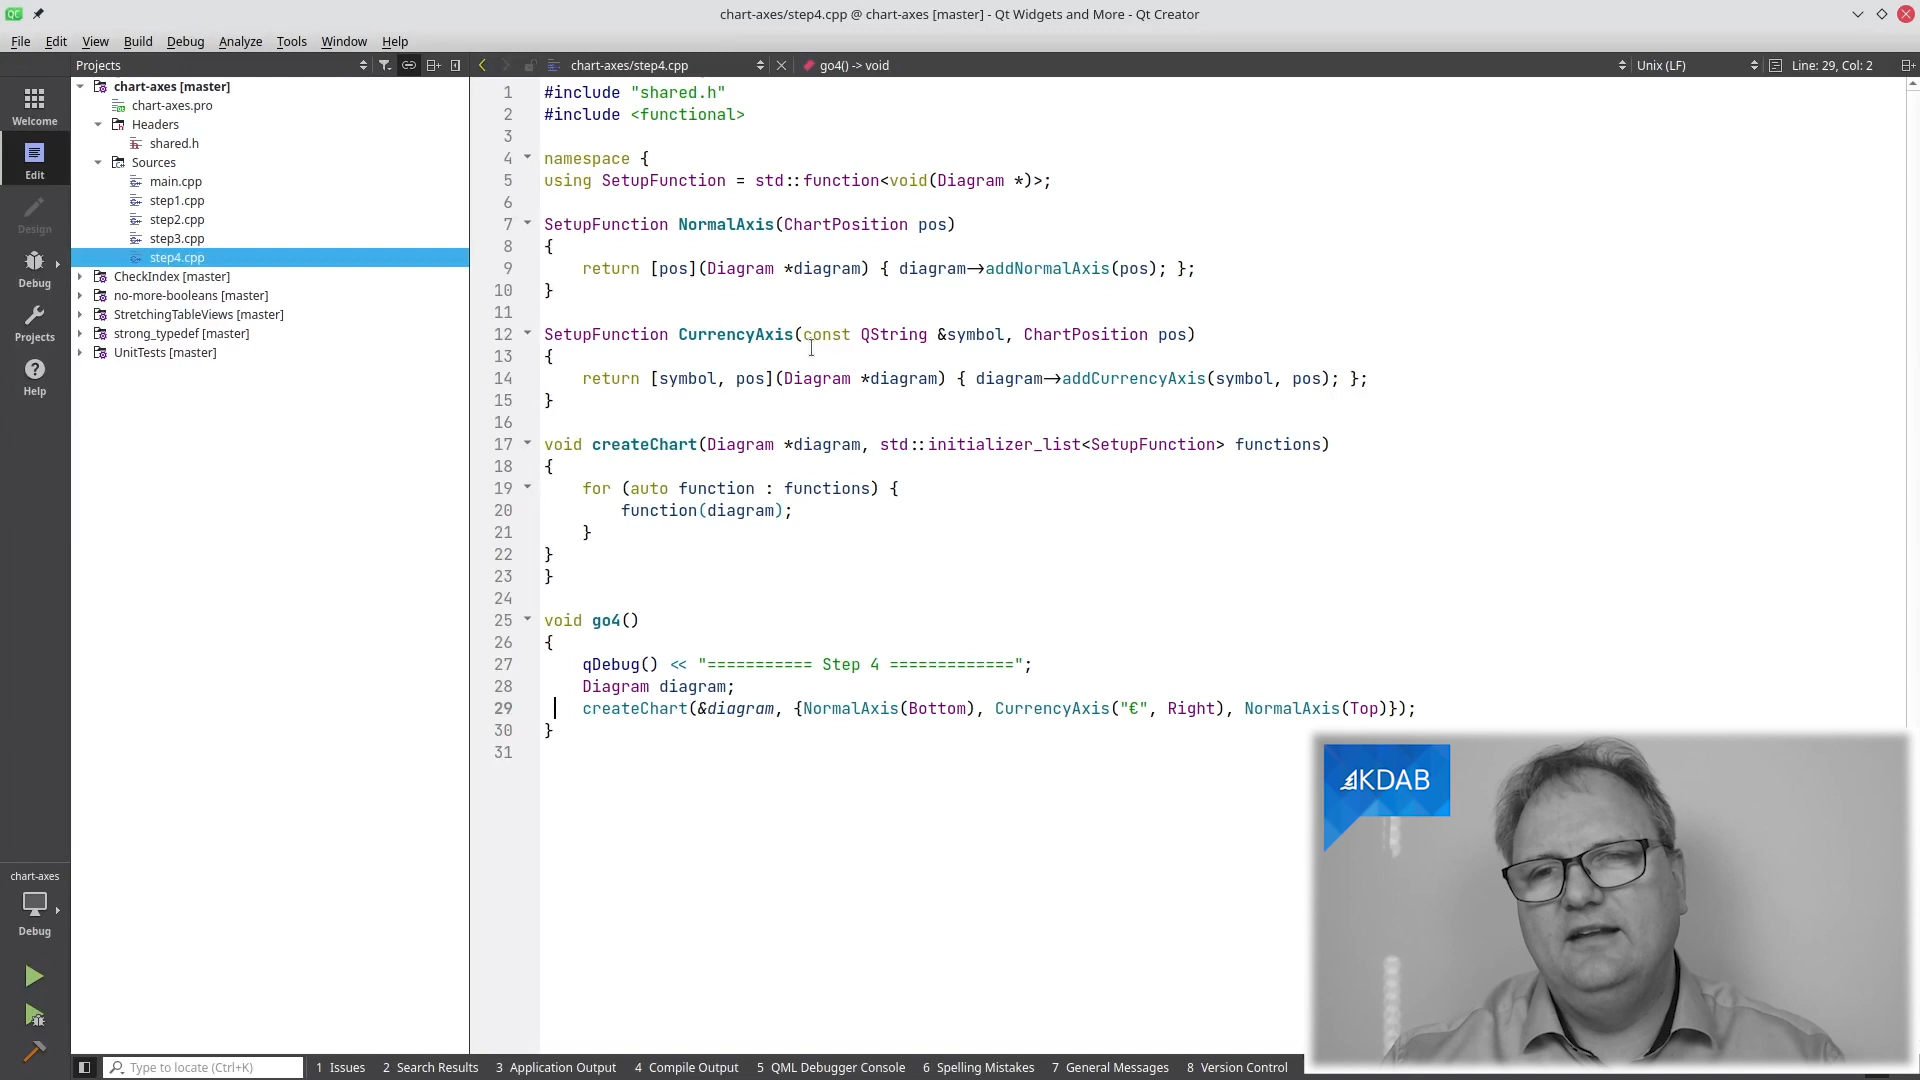 chart-axes/step4.cpp @ chart-axes [master] - Qt Widgets and More - Qt Creator
File Edit View Build Debug Analyze Tools Window Help
Projects
chart-axes/step4.cpp
go4() -> void
Unix (LF)
Line: 29, Col: 2
Welcome
Edit
Design
Debug
Projects
Help
chart-axes
Debug
chart-axes [master]
chart-axes.pro
Headers
shared.h
Sources
main.cpp
step1.cpp
step2.cpp
step3.cpp
step4.cpp
CheckIndex [master]
no-more-booleans [master]
StretchingTableViews [master]
strong_typedef [master]
UnitTests [master]
1 #include "shared.h"
2 #include <functional>
3
4 namespace {
5 using SetupFunction = std::function<void(Diagram *)>;
6
7 SetupFunction NormalAxis(ChartPosition pos)
8 {
9     return [pos](Diagram *diagram) { diagram->addNormalAxis(pos); };
10 }
11
12 SetupFunction CurrencyAxis(const QString &symbol, ChartPosition pos)
13 {
14     return [symbol, pos](Diagram *diagram) { diagram->addCurrencyAxis(symbol, pos); };
15 }
16
17 void createChart(Diagram *diagram, std::initializer_list<SetupFunction> functions)
18 {
19     for (auto function : functions) {
20         function(diagram);
21     }
22 }
23 }
24
25 void go4()
26 {
27     qDebug() << "=========== Step 4 =============";
28     Diagram diagram;
29     createChart(&diagram, {NormalAxis(Bottom), CurrencyAxis("€", Right), NormalAxis(Top)});
30 }
31
KDAB
Type to locate (Ctrl+K)
1 Issues 2 Search Results 3 Application Output 4 Compile Output 5 QML Debugger Console 6 Spelling Mistakes 7 General Messages 8 Version Control